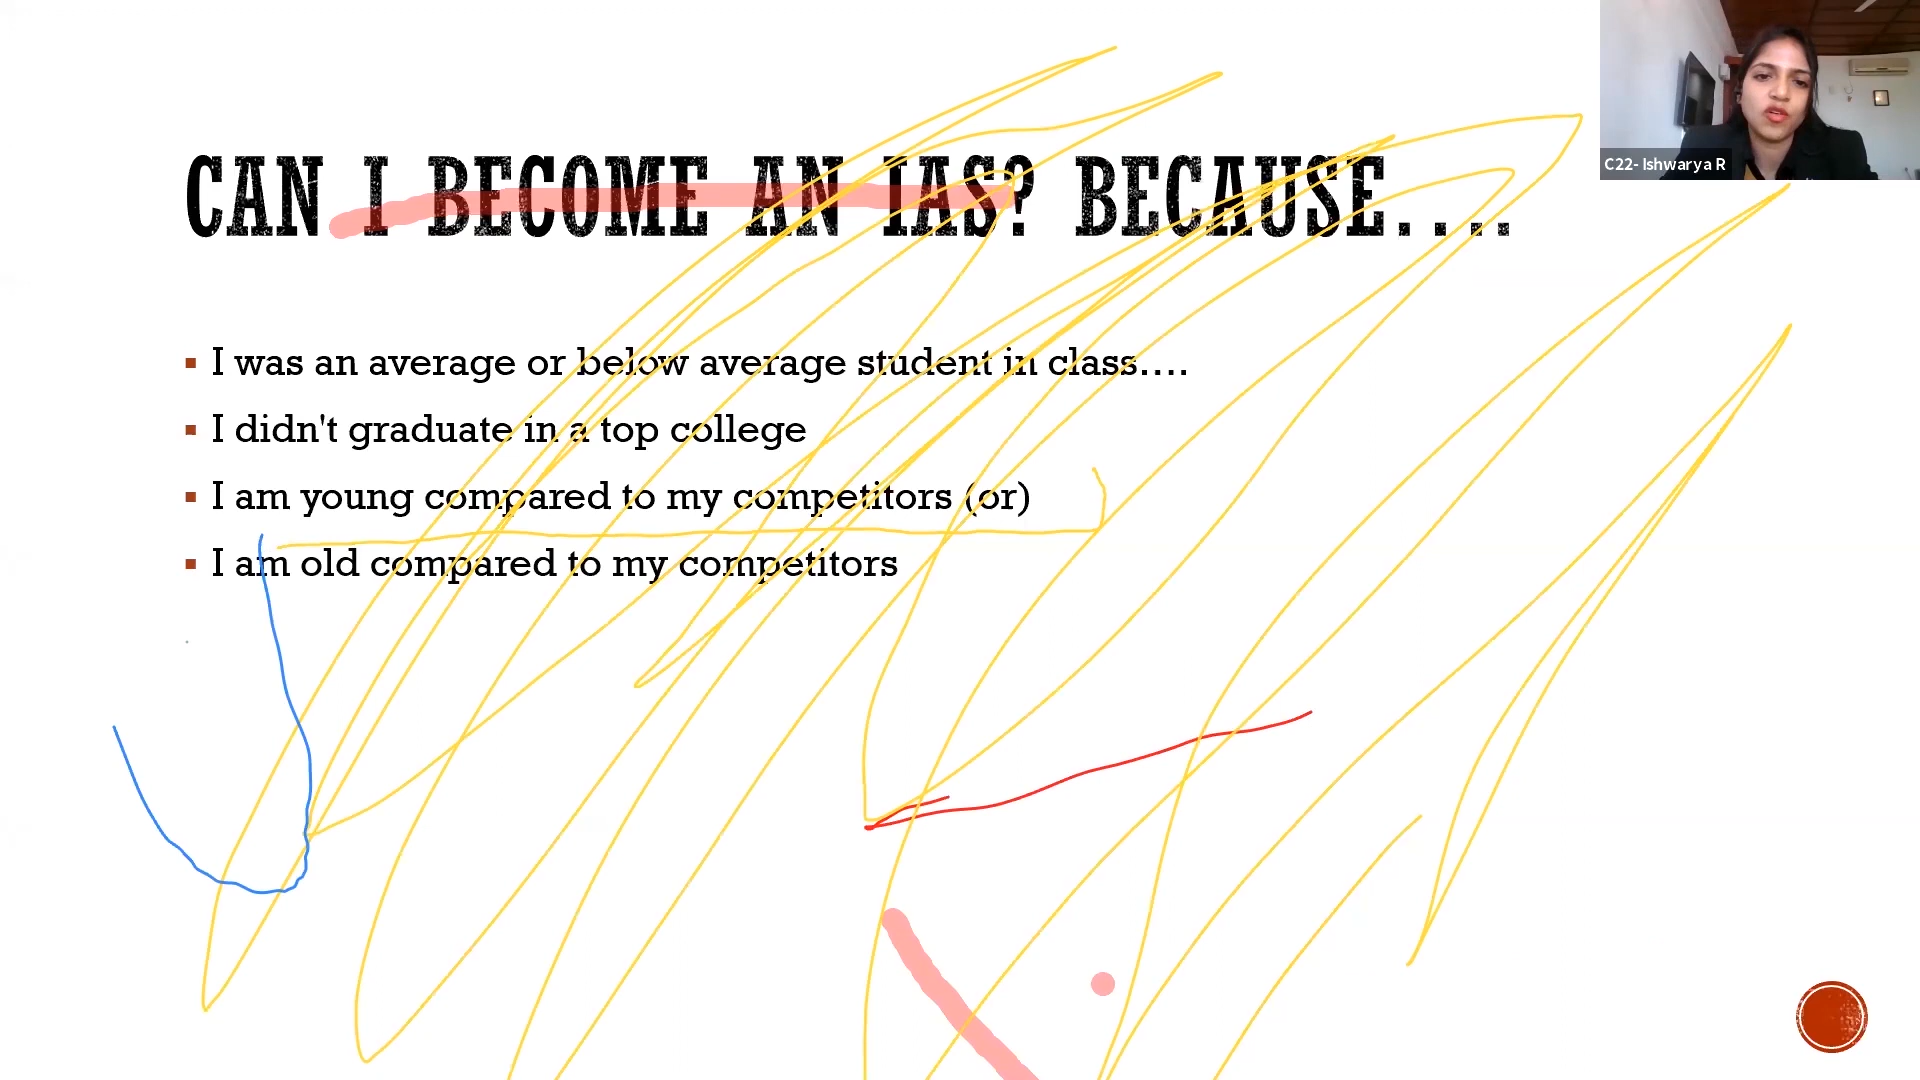 CAN I BECOME AN IAS? BECAUSE....
C22- Ishwarya R
I was an average or below average student in class....
I didn't graduate in a top college
I am young compared to my competitors (or)
I am old compared to my competitors